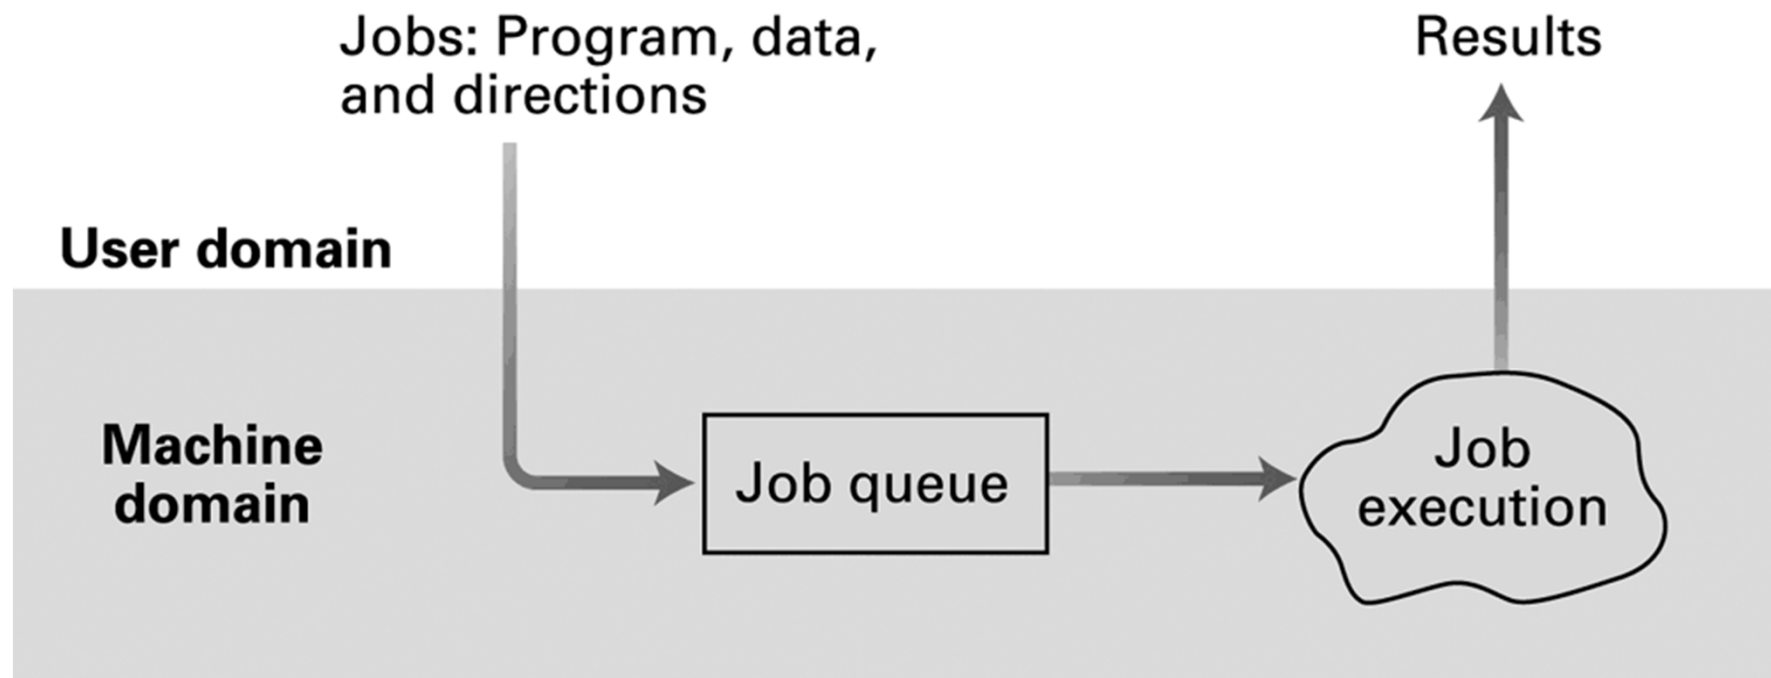 Jobs: Program, data,
and directions
Results
User domain
Machine
domain
Job queue
Job
execution